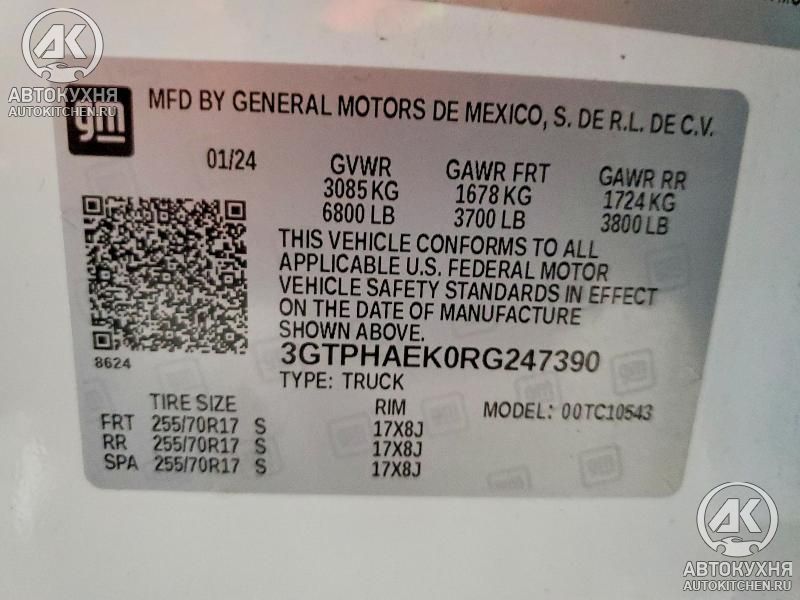 AK
АВТОКУХНЯ
AUTOKITCHEN.RU
gm
MFD BY GENERAL MOTORS DE MEXICO, S. DE R.L. DE C.V.
01/24 GVWR GAWR FRT GAWR RR
3085 KG 1678 KG 1724 KG
6800 LB 3700 LB 3800 LB
THIS VEHICLE CONFORMS TO ALL
APPLICABLE U.S. FEDERAL MOTOR
VEHICLE SAFETY STANDARDS IN EFFECT
ON THE DATE OF MANUFACTURE
SHOWN ABOVE.
8624
3GTPHAEK0RG247390
TYPE: TRUCK
TIRE SIZE RIM MODEL: 00TC10543
FRT 255/70R17 S 17X8J
RR 255/70R17 S 17X8J
SPA 255/70R17 S 17X8J
AK
АВТОКУХНЯ
AUTOKITCHEN.RU